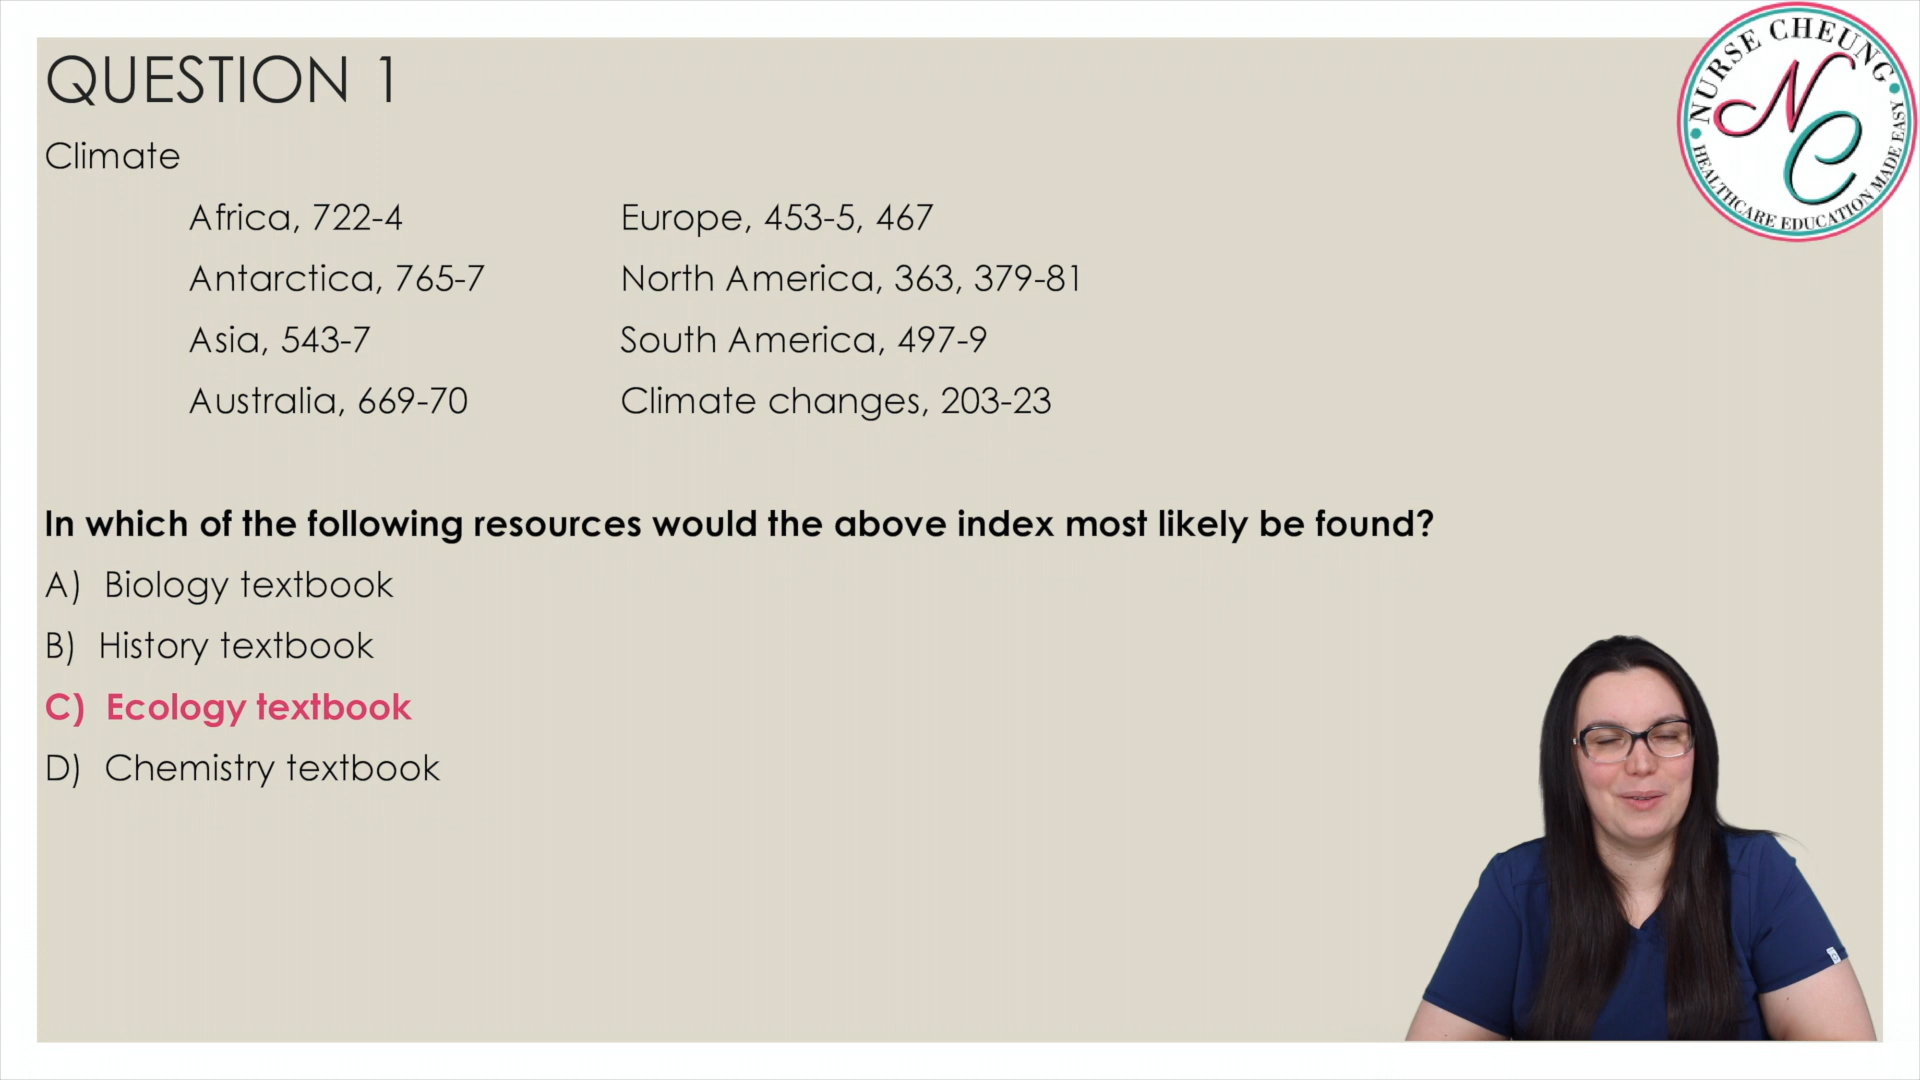 QUESTION 1
NURSE CHEUNG
NC
HEALTHCARE EDUCATION MADE EASY
Climate
Africa, 722-4 Europe, 453-5, 467
Antarctica, 765-7 North America, 363, 379-81
Asia, 543-7 South America, 497-9
Australia, 669-70 Climate changes, 203-23
In which of the following resources would the above index most likely be found?
A) Biology textbook
B) History textbook
C) Ecology textbook
D) Chemistry textbook